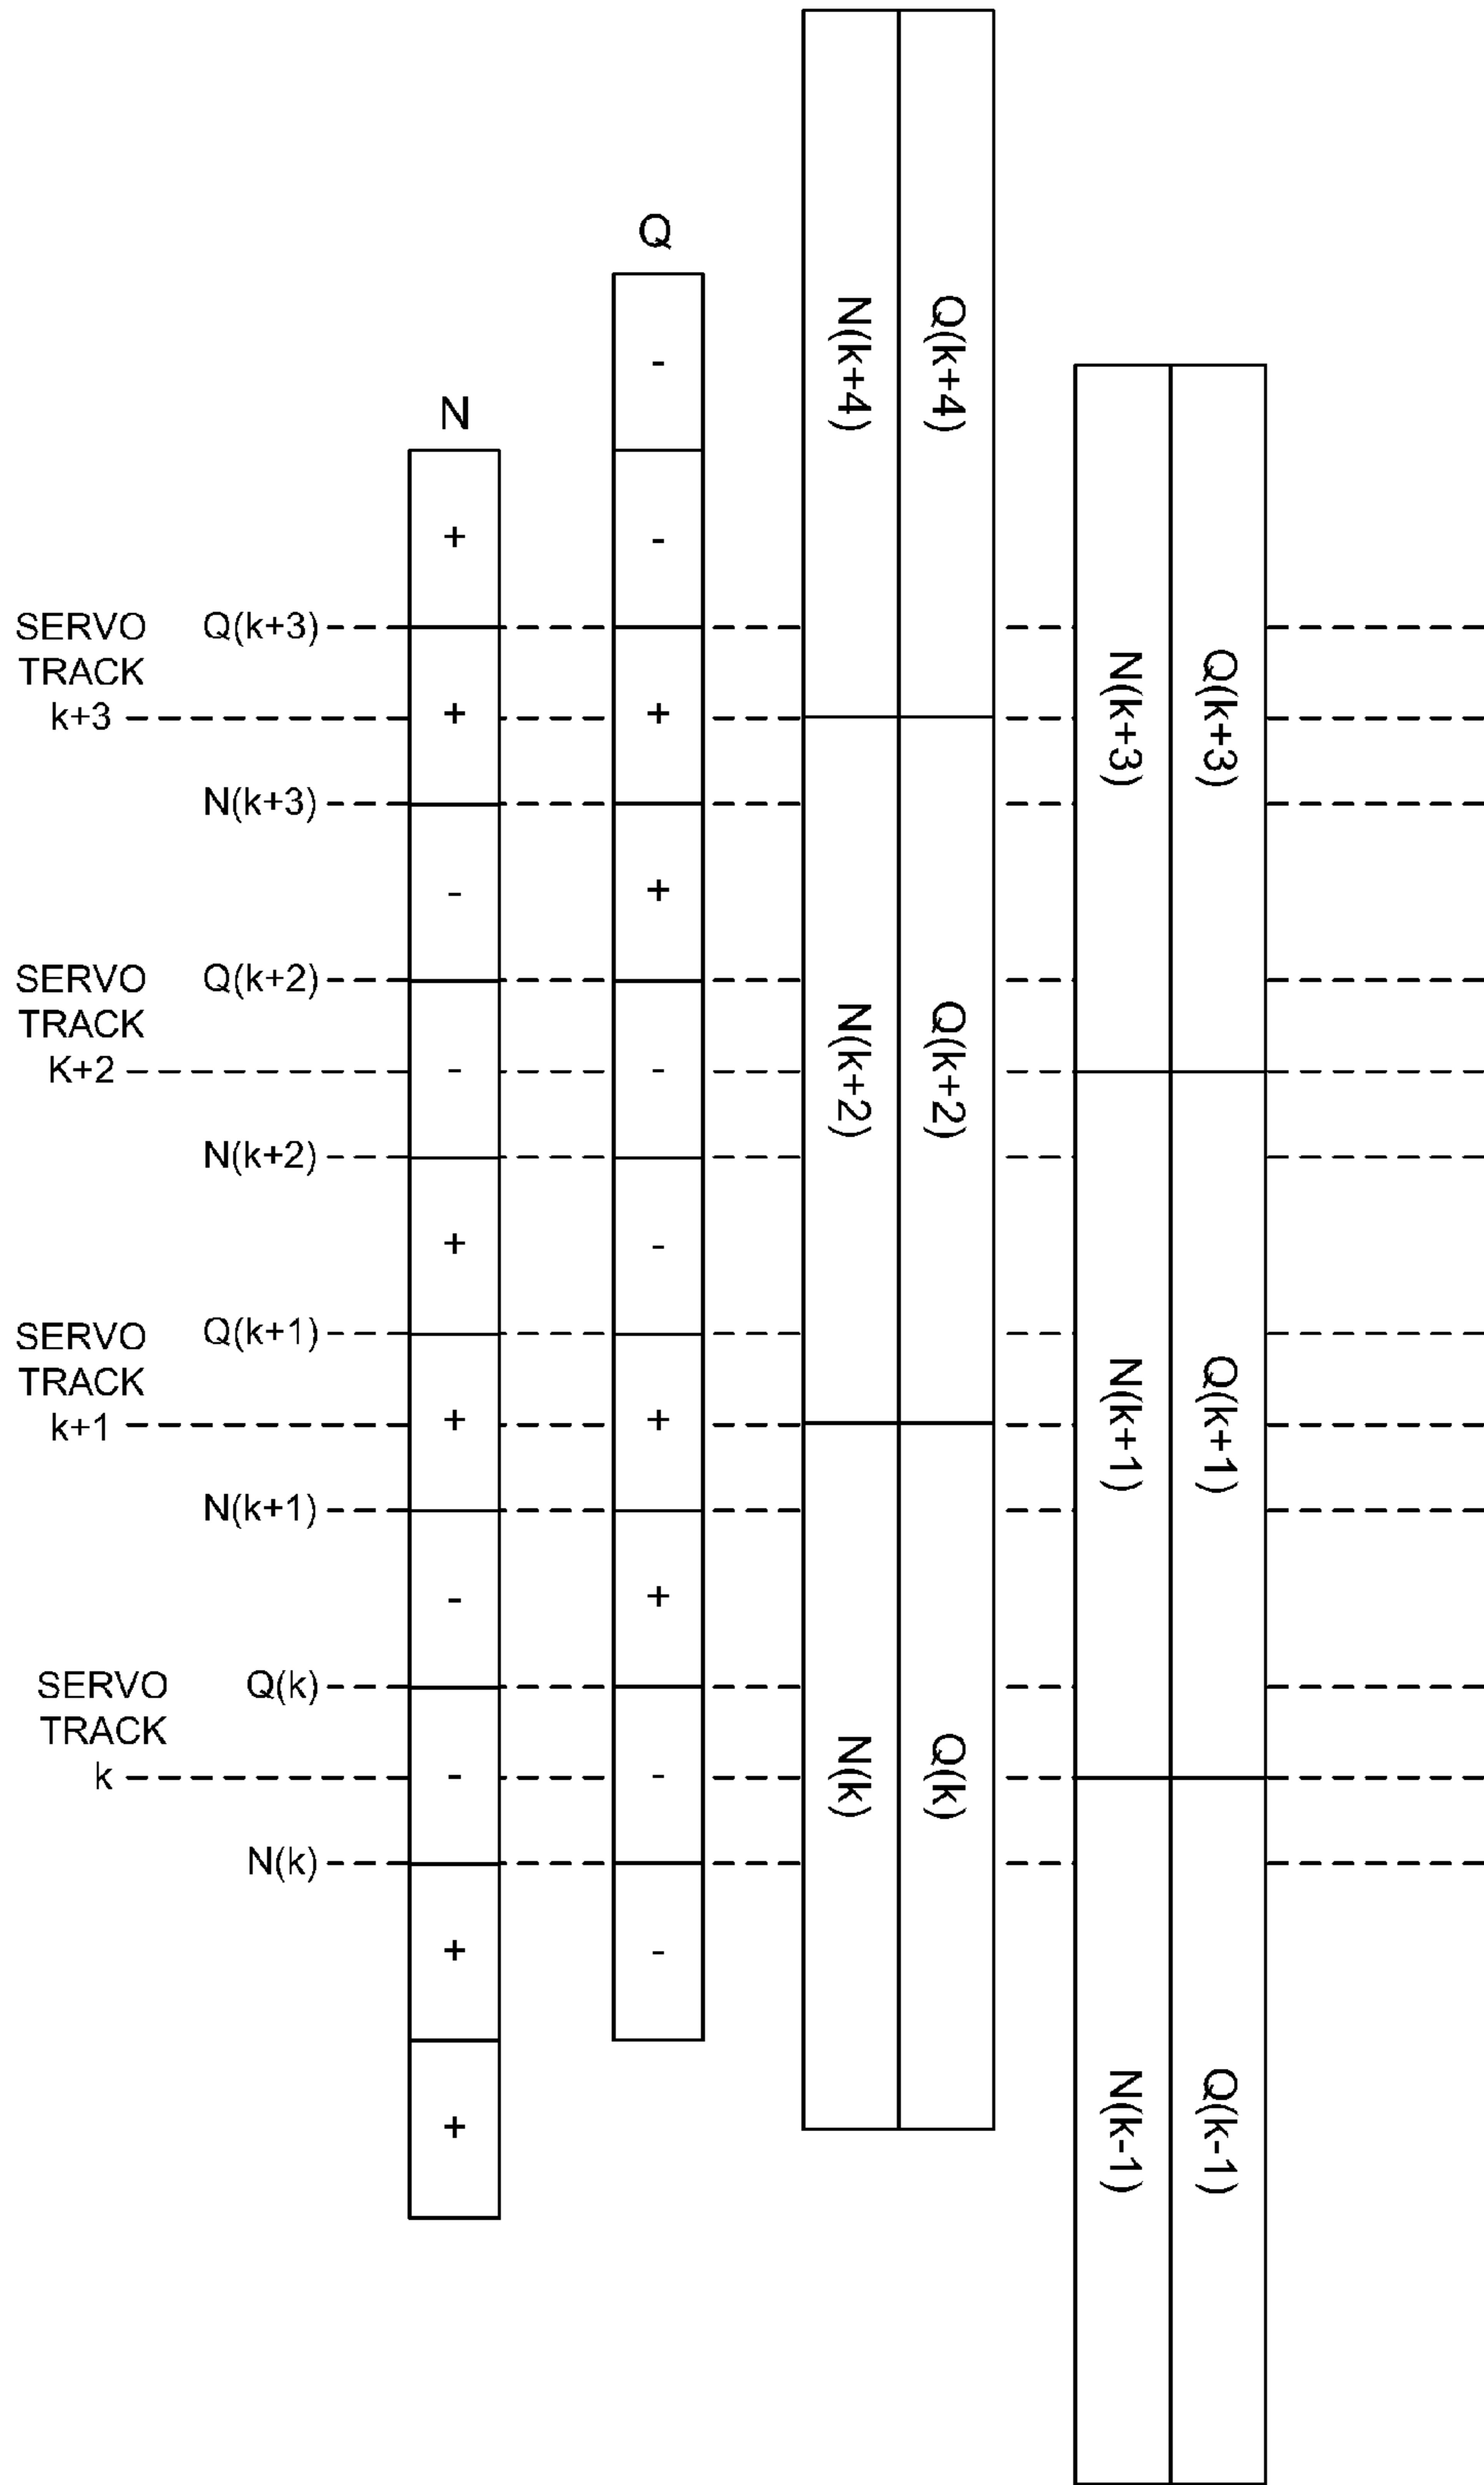 Q
N
-
+
-
SERVO TRACK k+3
Q(k+3)
+
+
N(k+3)
-
+
SERVO TRACK K+2
Q(k+2)
-
-
N(k+2)
+
-
SERVO TRACK k+1
Q(k+1)
+
+
N(k+1)
-
+
SERVO TRACK k
Q(k)
-
-
N(k)
+
-
+
N(k+4)
Q(k+4)
N(k+2)
Q(k+2)
N(k)
Q(k)
N(k+3)
Q(k+3)
N(k+1)
Q(k+1)
N(k-1)
Q(k-1)